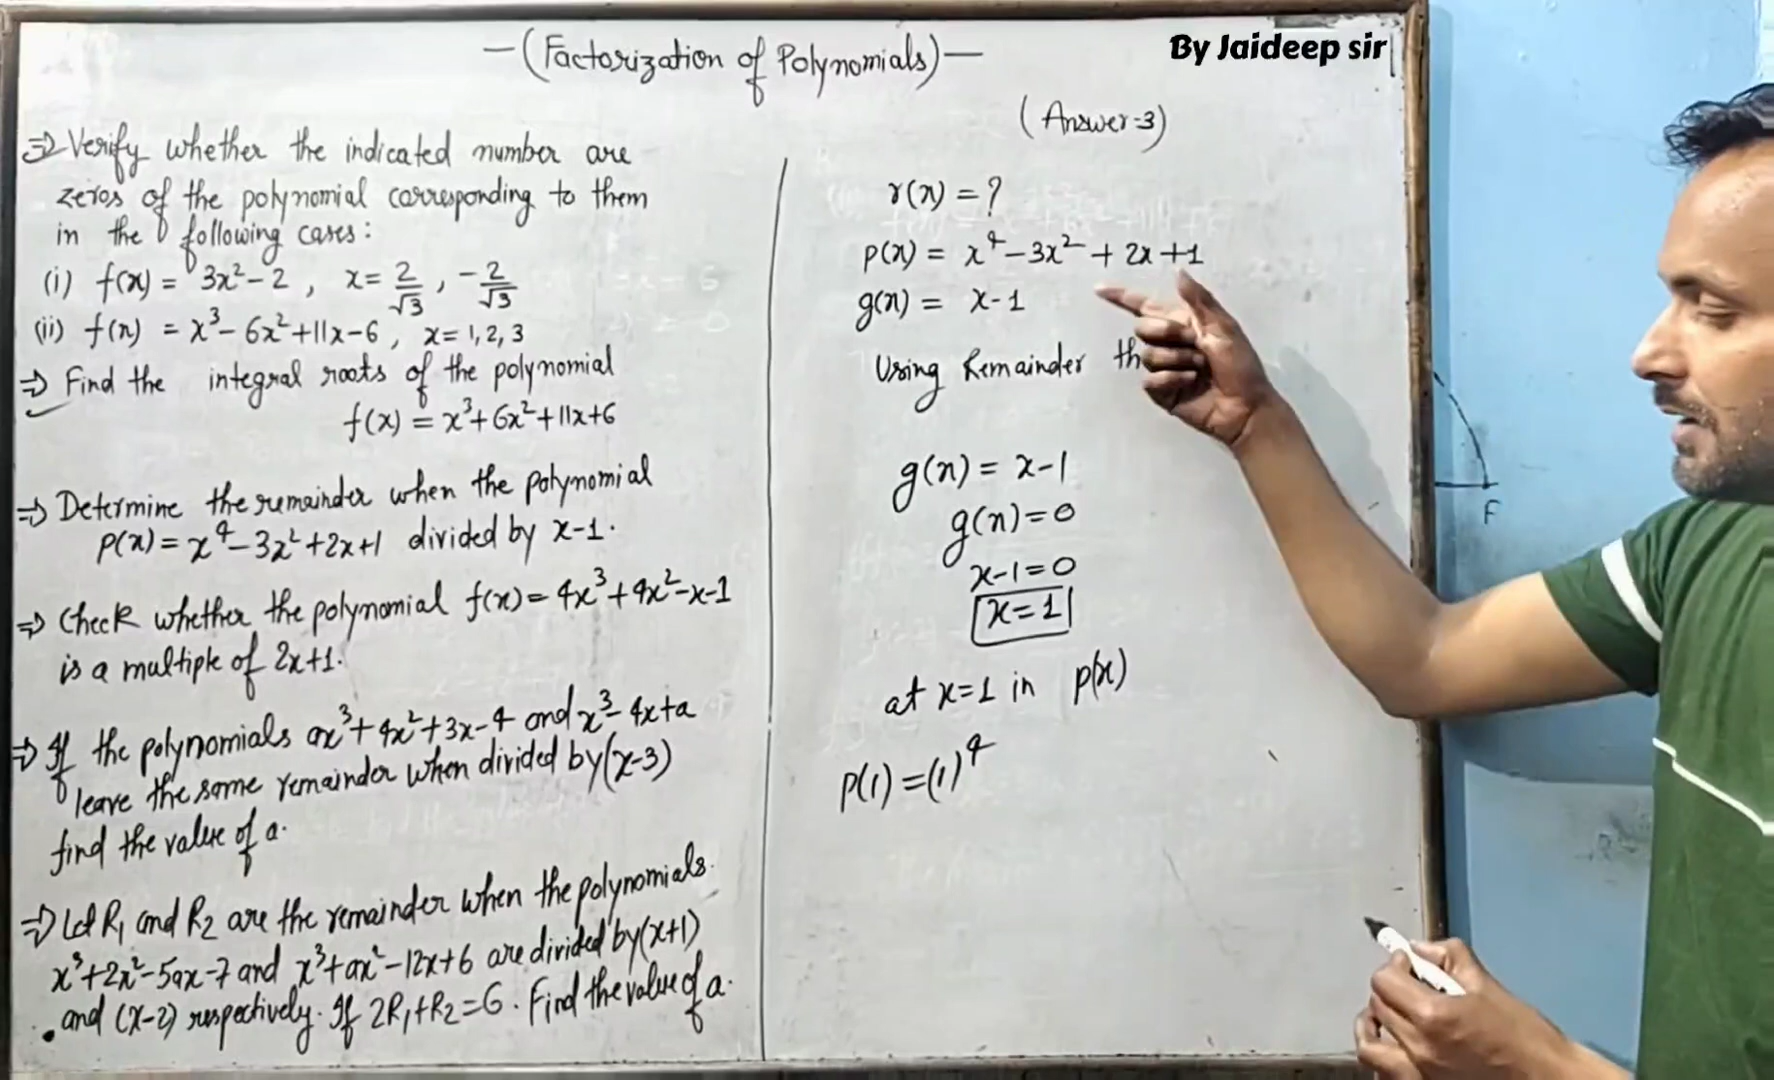 —(Factorization of Polynomials)—
By Jaideep sir
⇒ Verify whether the indicated number are
zeros of the polynomial corresponding to them
in the following cases:
(i) f(x) = 3x² - 2 , x = 2/√3 , -2/√3
(ii) f(x) = x³ - 6x² + 11x - 6 , x = 1, 2, 3
⇒ Find the integral roots of the polynomial
f(x) = x³ + 6x² + 11x + 6
⇒ Determine the remainder when the polynomial
P(x) = x⁴ - 3x² + 2x + 1 divided by x - 1.
⇒ Check whether the polynomial f(x) = 4x³ + 4x² - x - 1
is a multiple of 2x + 1.
⇒ If the polynomials ax³ + 4x² + 3x - 4 and x³ - 4x + a
leave the same remainder when divided by (x - 3)
find the value of a.
⇒ Let R₁ and R₂ are the remainder when the polynomials.
x³ + 2x² - 5ax - 7 and x³ + ax² - 12x + 6 are divided by (x + 1)
and (x - 2) respectively. If 2R₁ + R₂ = 6. Find the value of a.
(Answer-3)
r(x) = ?
P(x) = x⁴ - 3x² + 2x + 1
g(x) = x - 1
Using Remainder th
g(x) = x - 1
g(x) = 0
x - 1 = 0
x = 1
at x = 1 in p(x)
P(1) = (1)⁴
F